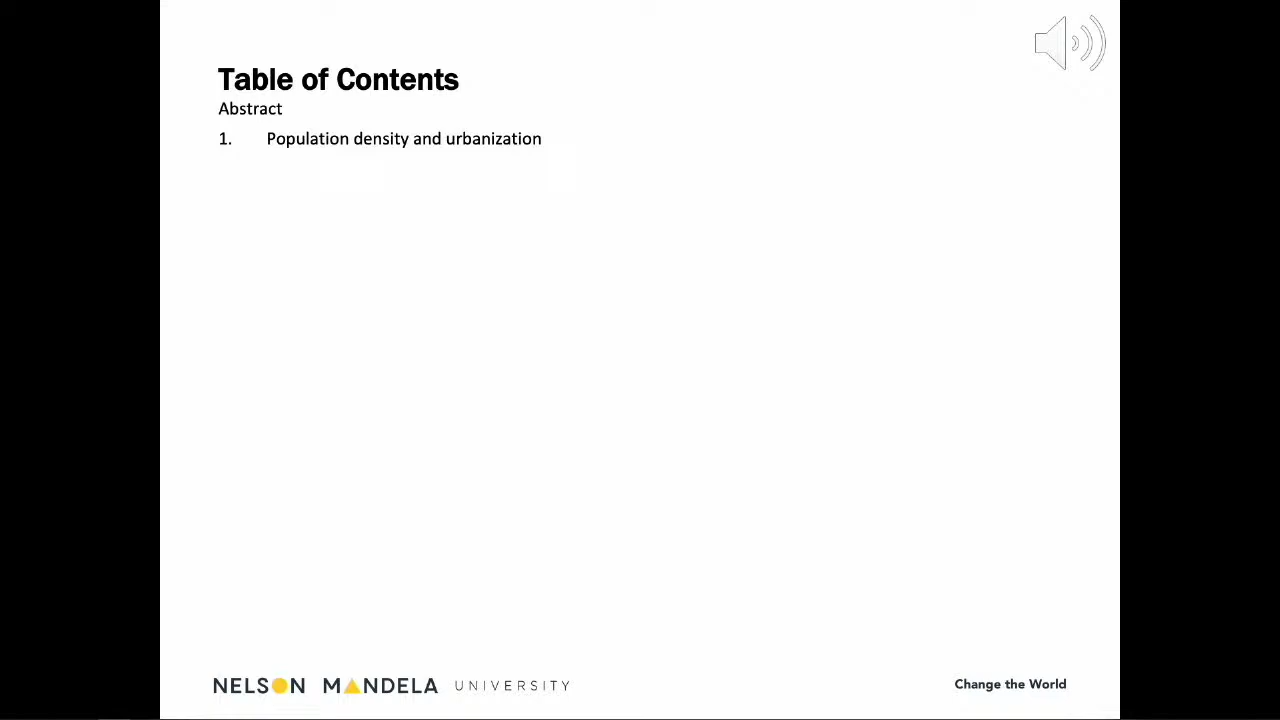 Table of Contents
Abstract
1. Population density and urbanization
NELSON MANDELA UNIVERSITY
Change the World